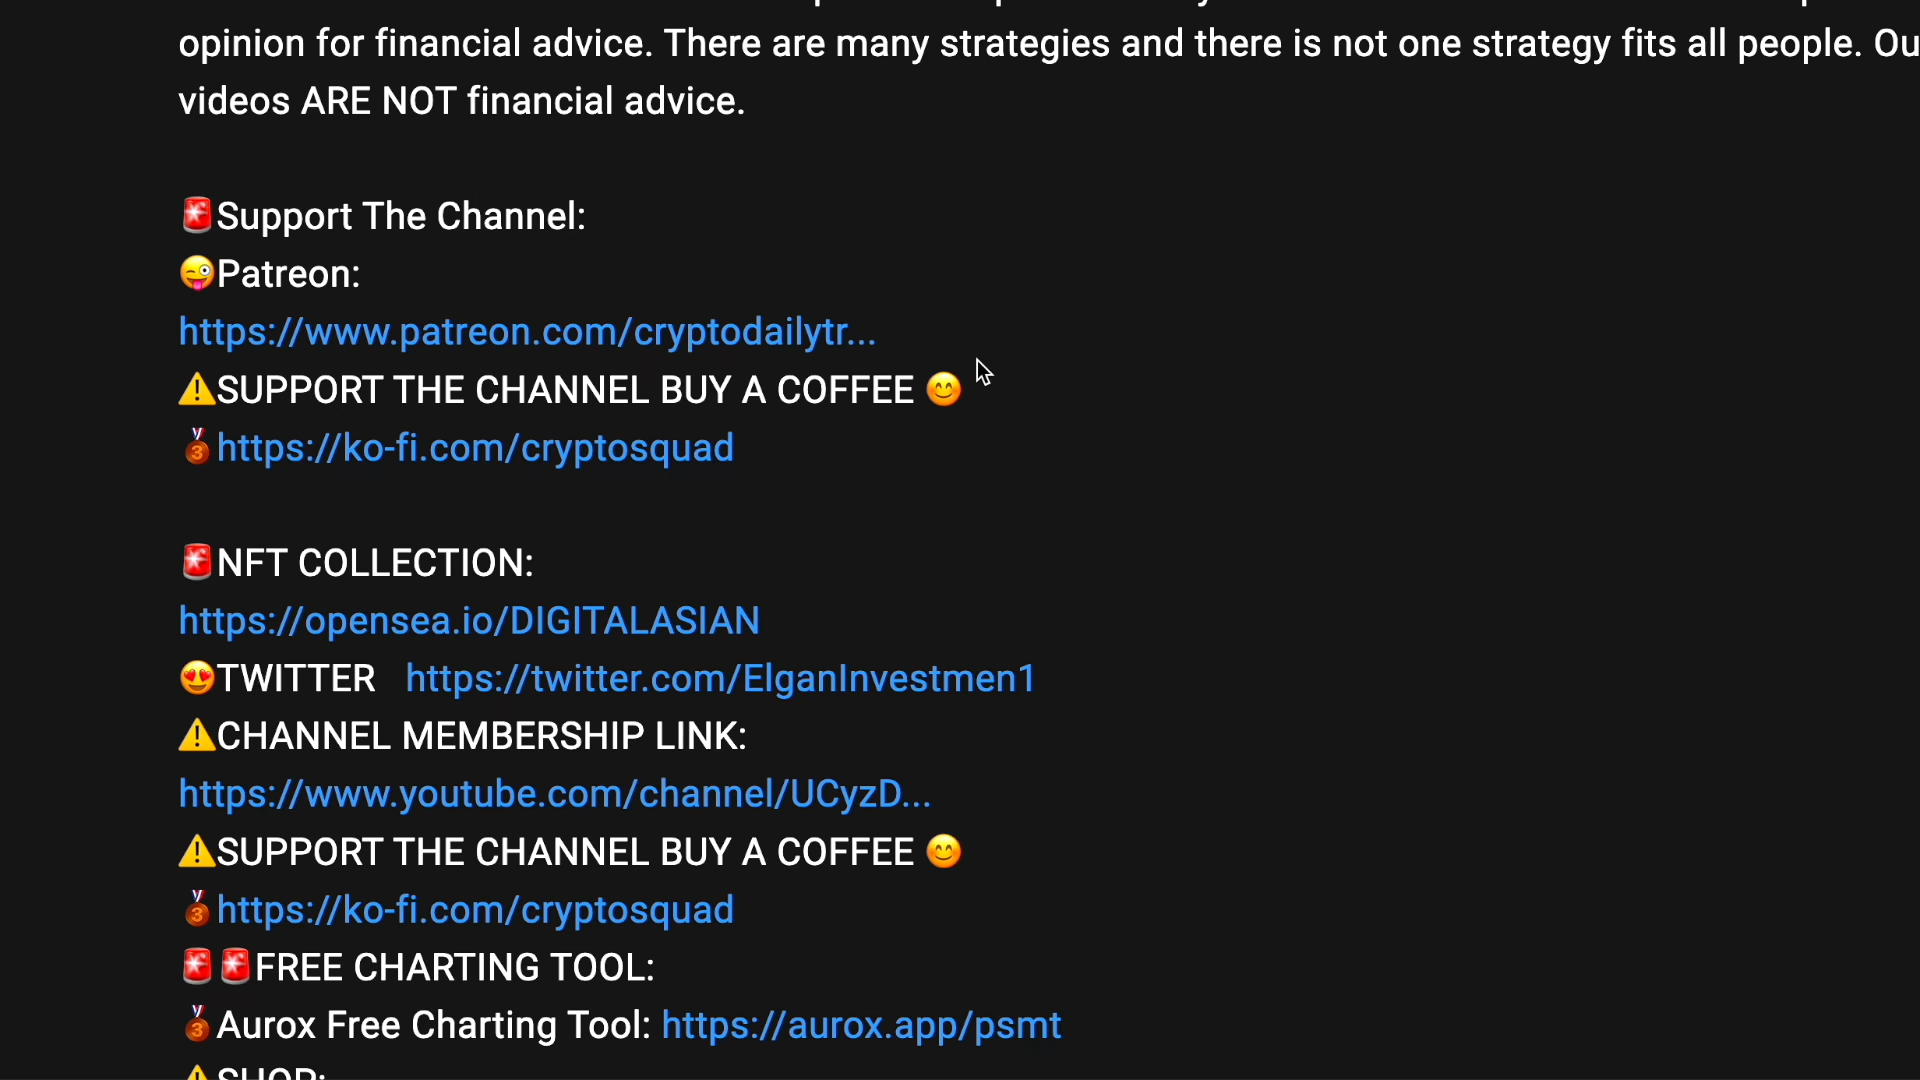 opinion for financial advice. There are many strategies and there is not one strategy fits all people. Ou
videos ARE NOT financial advice.
🚨Support The Channel:
😜Patreon:
https://www.patreon.com/cryptodailytr...
⚠️SUPPORT THE CHANNEL BUY A COFFEE 😊
🥉https://ko-fi.com/cryptosquad
🚨NFT COLLECTION:
https://opensea.io/DIGITALASIAN
😍TWITTER https://twitter.com/ElganInvestmen1
⚠️CHANNEL MEMBERSHIP LINK:
https://www.youtube.com/channel/UCyzD...
⚠️SUPPORT THE CHANNEL BUY A COFFEE 😊
🥉https://ko-fi.com/cryptosquad
🚨🚨FREE CHARTING TOOL:
🥉Aurox Free Charting Tool: https://aurox.app/psmt
⚠️SHOP: